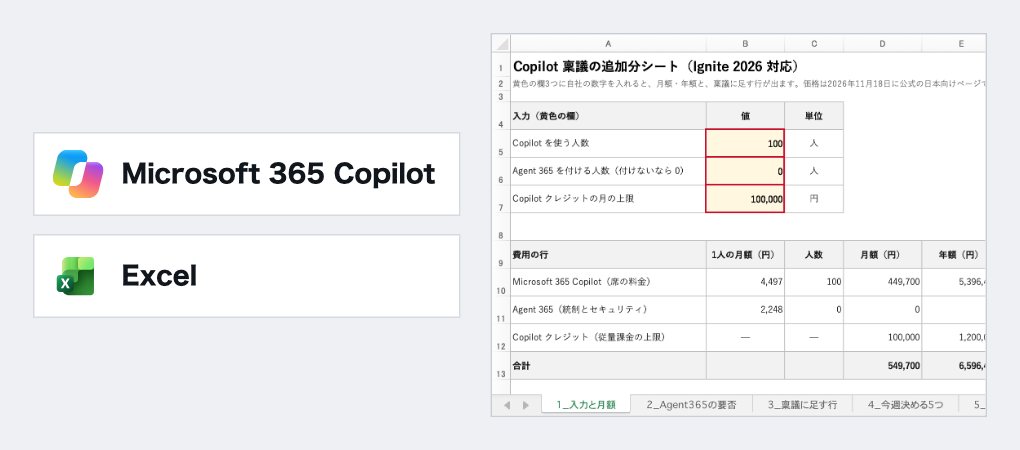 Microsoft 365 Copilot
Excel
A B C D E
1 Copilot 稟議の追加分シート（Ignite 2026 対応）
2 黄色の欄3つに自社の数字を入れると、月額・年額と、稟議に足す行が出ます。価格は2026年11月18日に公式の日本向けページで
3
4 入力（黄色の欄） 値 単位
5 Copilot を使う人数 100 人
6 Agent 365 を付ける人数（付けないなら 0） 0 人
7 Copilot クレジットの月の上限 100,000 円
8
9 費用の行 1人の月額（円） 人数 月額（円） 年額（円）
10 Microsoft 365 Copilot（席の料金） 4,497 100 449,700 5,396,4
11 Agent 365（統制とセキュリティ） 2,248 0 0
12 Copilot クレジット（従量課金の上限） — — 100,000 1,200,0
13 合計 549,700 6,596,4
1_入力と月額 2_Agent365の要否 3_稟議に足す行 4_今週決める5つ 5_